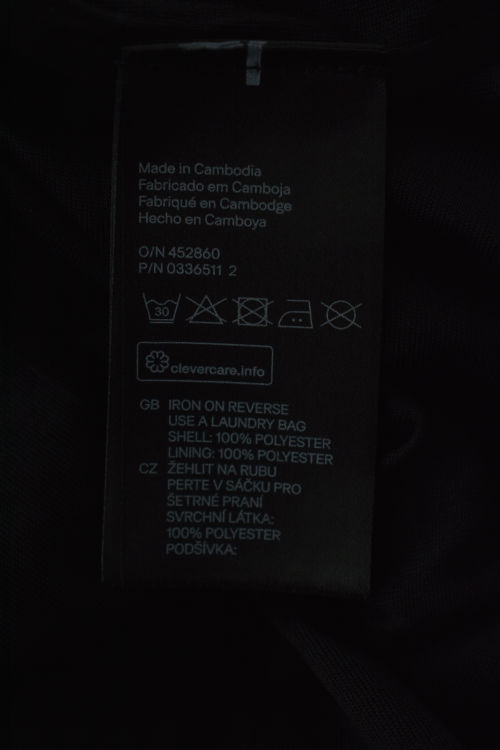 Made in Cambodia
Fabricado em Camboja
Fabriqué en Cambodge
Hecho en Camboya
O/N 452860
P/N 0336511 2
30
clevercare.info
GB IRON ON REVERSE
USE A LAUNDRY BAG
SHELL: 100% POLYESTER
LINING: 100% POLYESTER
CZ ŽEHLIT NA RUBU
PERTE V SÁČKU PRO
ŠETRNÉ PRANÍ
SVRCHNÍ LÁTKA:
100% POLYESTER
PODŠÍVKA: